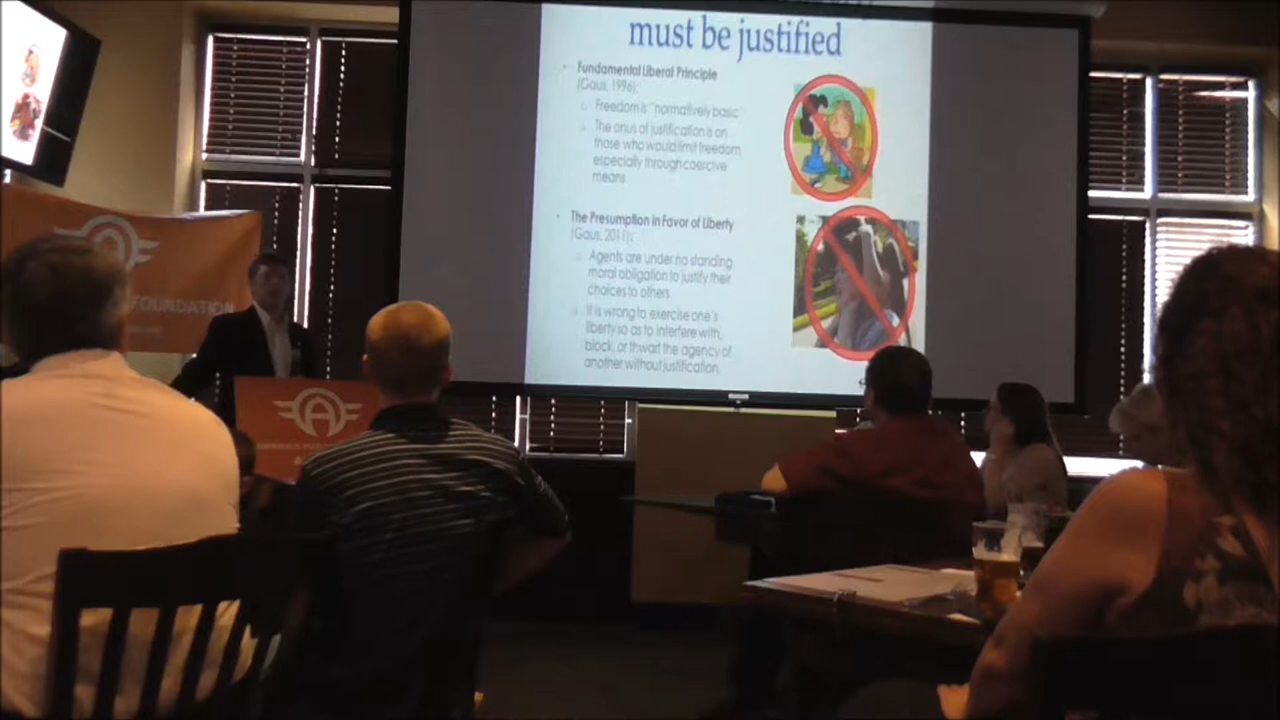 must be justified
Fundamental Liberal Principle
(Gaus, 1996):
Freedom is "normatively basic"
The onus of justification is on
those who would limit freedom
especially through coercive
means
The Presumption in Favor of Liberty
(Gaus, 2011):
Agents are under no standing
moral obligation to justify their
choices to others
It is wrong to exercise one's
liberty so as to interfere with,
block, or thwart the agency of
another without justification.
A
FOUNDATION
A